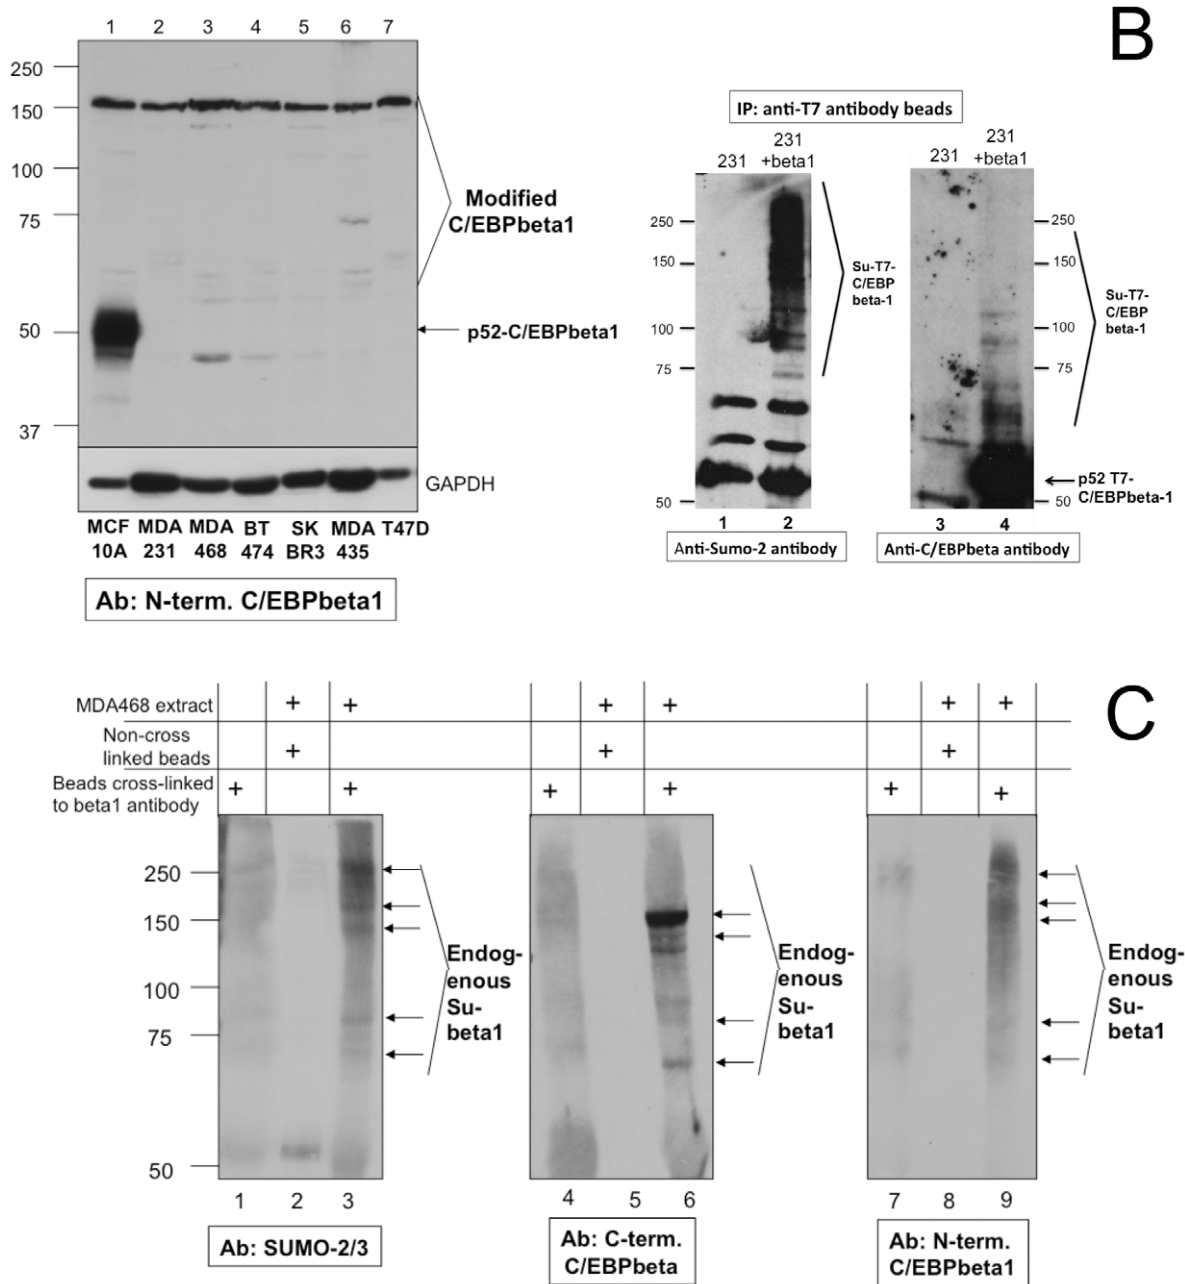 1 2 3 4 5 6 7
250
150
100
75
50
37
Modified
C/EBPbeta1
p52-C/EBPbeta1
GAPDH
MCF MDA MDA BT SK MDA T47D
10A 231 468 474 BR3 435
Ab: N-term. C/EBPbeta1
B
IP: anti-T7 antibody beads
231
231 +beta1
231
231 +beta1
250
150
100
75
50
Su-T7-
C/EBP
beta-1
250
150
100
75
50
Su-T7-
C/EBP
beta-1
p52 T7-
C/EBPbeta-1
1 2
3 4
Anti-Sumo-2 antibody
Anti-C/EBPbeta antibody
C
MDA468 extract + + + + + +
Non-cross
linked beads + + +
Beads cross-linked + + + + + +
to beta1 antibody
250
150
100
75
50
Endog-
enous
Su-
beta1
Endog-
enous
Su-
beta1
Endog-
enous
Su-
beta1
1 2 3
4 5 6
7 8 9
Ab: SUMO-2/3
Ab: C-term.
C/EBPbeta
Ab: N-term.
C/EBPbeta1